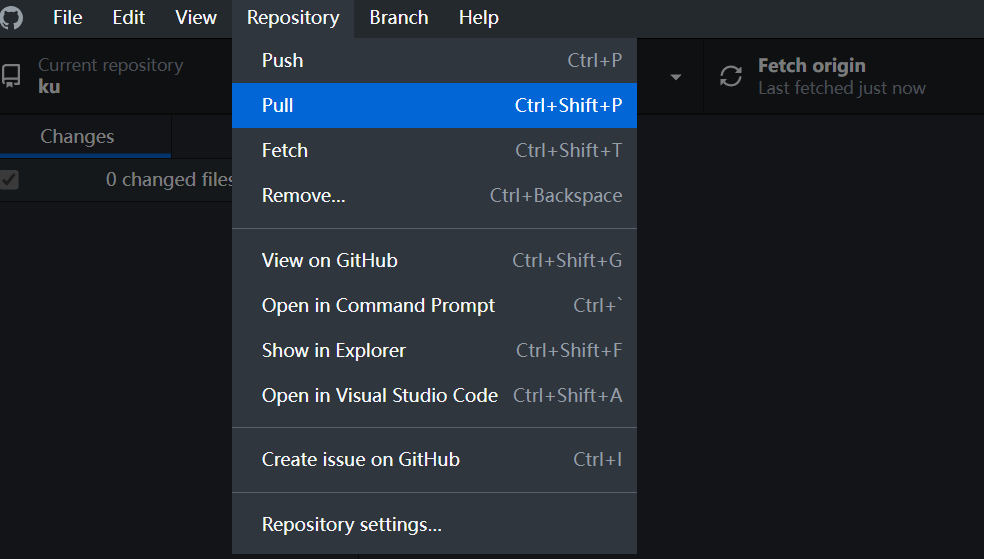 File Edit View Repository Branch Help
Current repository
ku
Fetch origin
Last fetched just now
Changes
0 changed files
Push Ctrl+P
Pull Ctrl+Shift+P
Fetch Ctrl+Shift+T
Remove... Ctrl+Backspace
View on GitHub Ctrl+Shift+G
Open in Command Prompt Ctrl+`
Show in Explorer Ctrl+Shift+F
Open in Visual Studio Code Ctrl+Shift+A
Create issue on GitHub Ctrl+I
Repository settings...